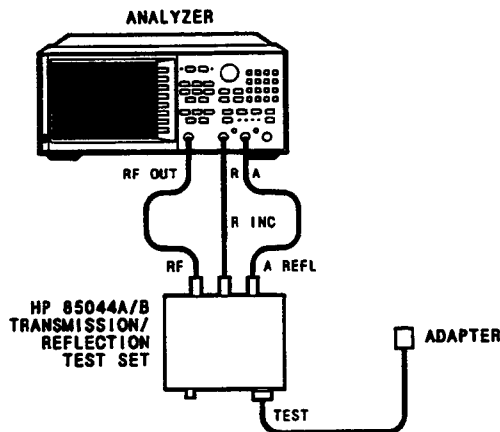 ANALYZER
RF OUT
R
A
R INC
RF
A REFL
HP 85044A/B
TRANSMISSION/
REFLECTION
TEST SET
ADAPTER
TEST